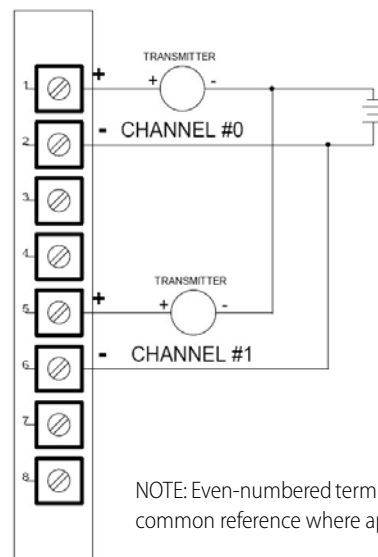 TRANSMITTER
1 + + -
2 - CHANNEL #0
3
4
TRANSMITTER
5 + + -
6 - CHANNEL #1
7
8
NOTE: Even-numbered term
common reference where